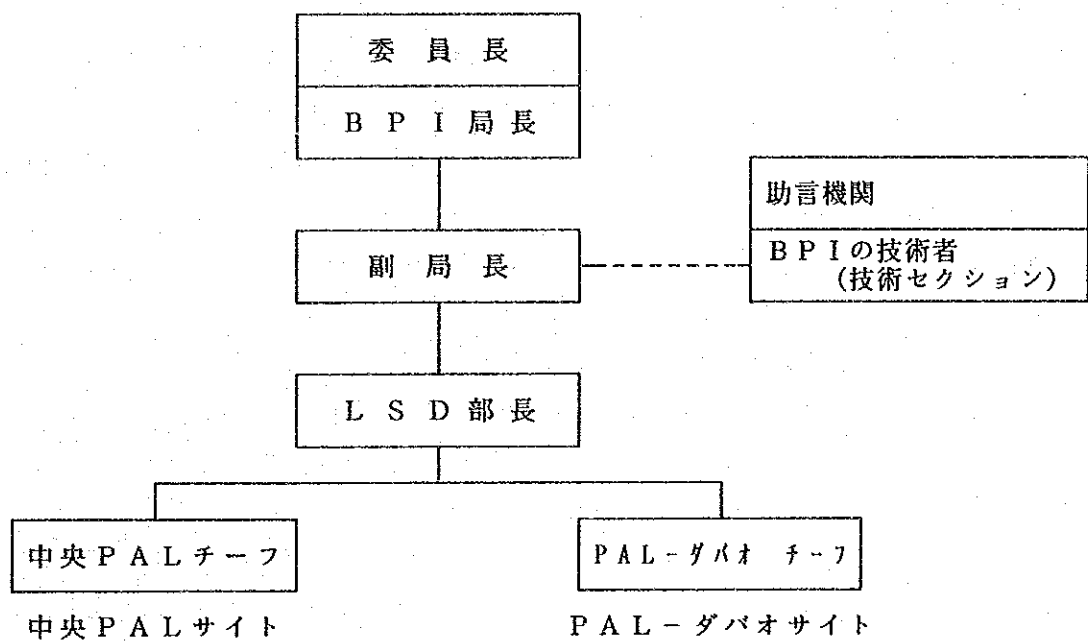 委員長
BPI局長
助言機関
BPIの技術者
(技術セクション)
副局長
LSD部長
中央PALチーフ
PAL-ダバオ チーフ
中央PALサイト
PAL-ダバオサイト